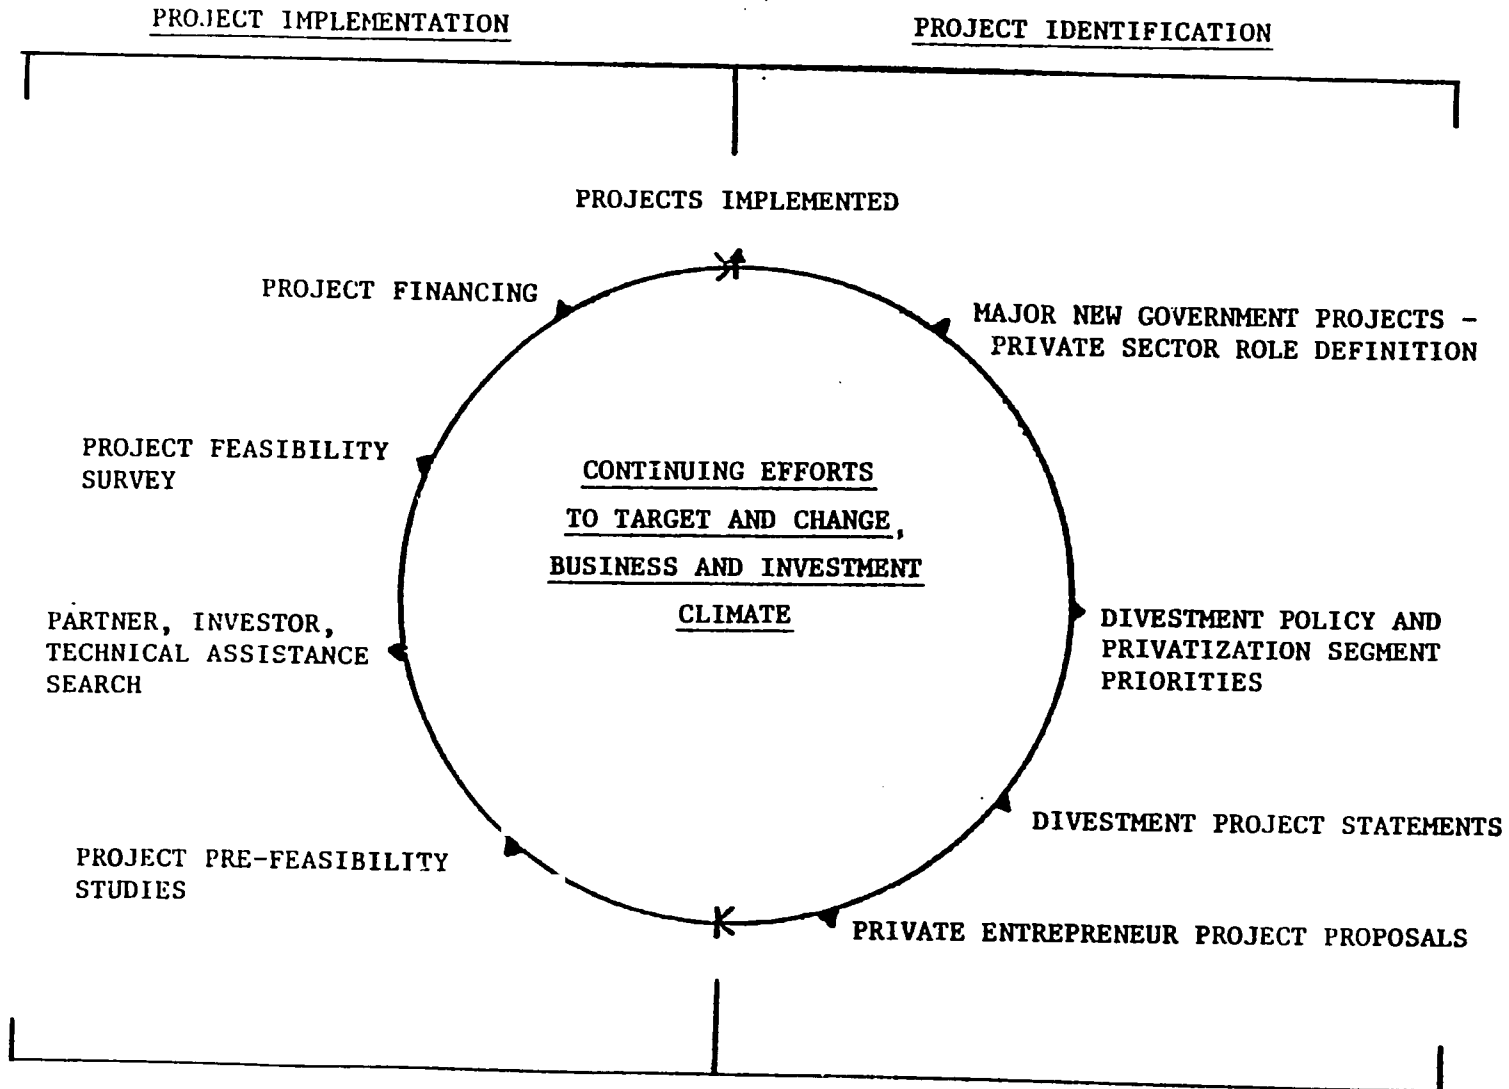 PROJECT IMPLEMENTATION
PROJECT IDENTIFICATION
PROJECTS IMPLEMENTED
PROJECT FINANCING
MAJOR NEW GOVERNMENT PROJECTS -
PRIVATE SECTOR ROLE DEFINITION
PROJECT FEASIBILITY
SURVEY
CONTINUING EFFORTS
TO TARGET AND CHANGE,
BUSINESS AND INVESTMENT
CLIMATE
PARTNER, INVESTOR,
TECHNICAL ASSISTANCE
SEARCH
DIVESTMENT POLICY AND
PRIVATIZATION SEGMENT
PRIORITIES
DIVESTMENT PROJECT STATEMENTS
PROJECT PRE-FEASIBILITY
STUDIES
PRIVATE ENTREPRENEUR PROJECT PROPOSALS